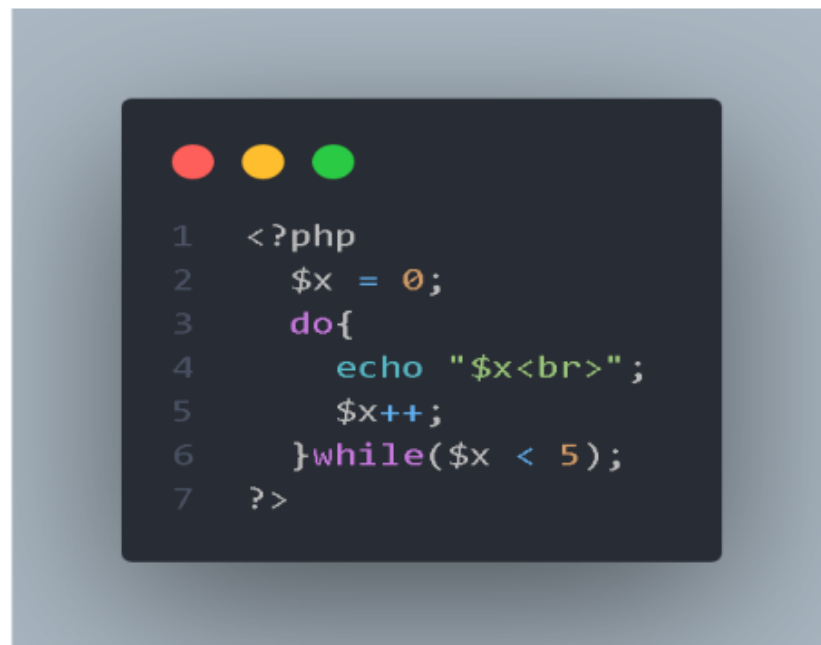 1 <?php
2 $x = 0;
3 do{
4 echo "$x<br>";
5 $x++;
6 }while($x < 5);
7 ?>